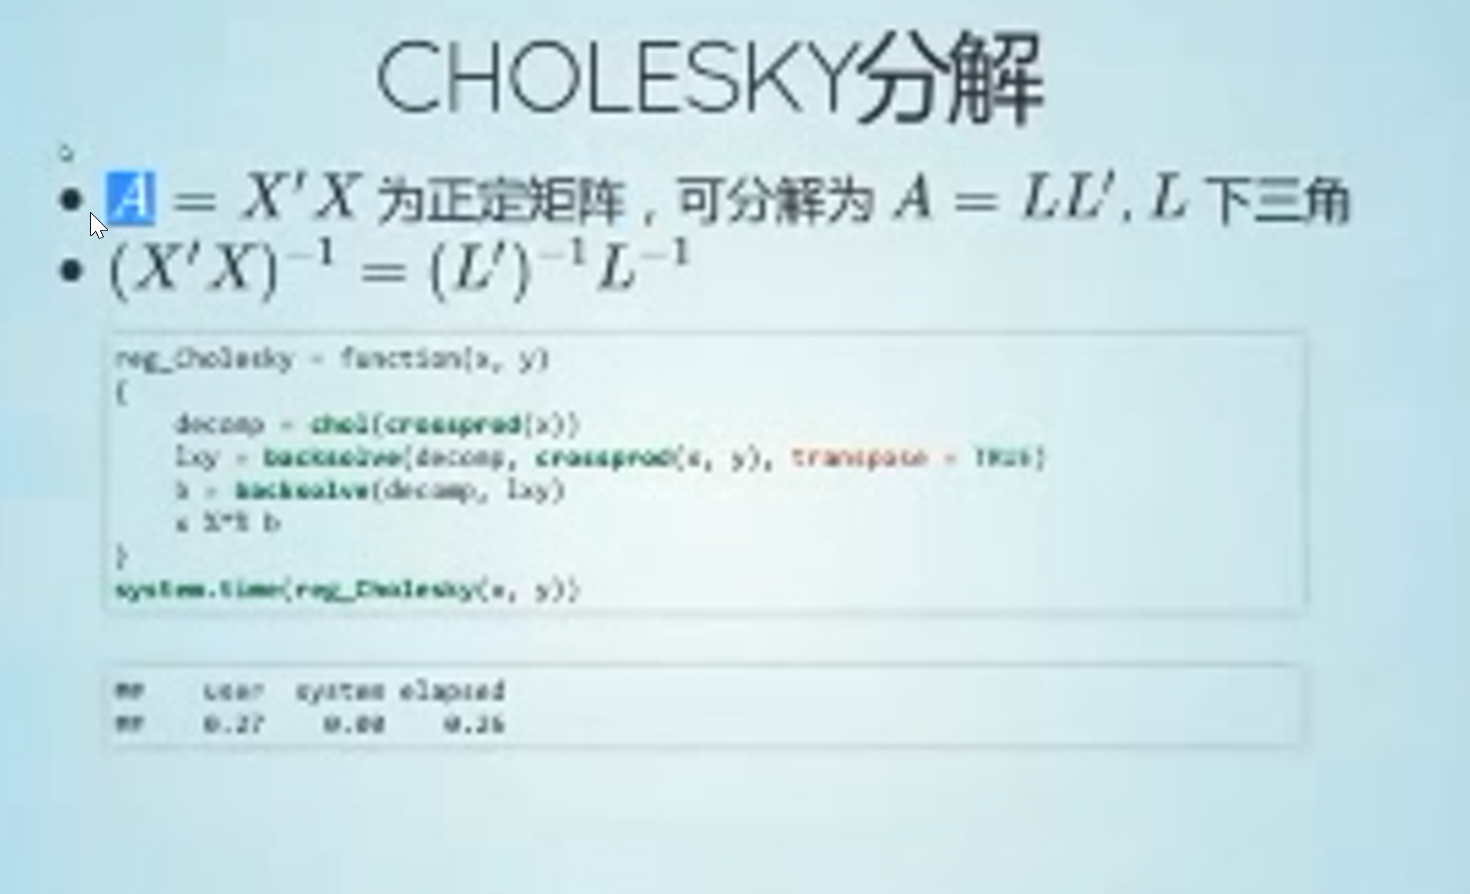 CHOLESKY分解
• A = X′X 为正定矩阵，可分解为 A = LL′, L 下三角
• (X′X)⁻¹ = (L′)⁻¹L⁻¹
reg_Cholesky = function(x, y)
{
    decomp = chol(crossprod(x))
    lxy = backsolve(decomp, crossprod(x, y), transpose = TRUE)
    b = backsolve(decomp, lxy)
    x %*% b
}
system.time(reg_Cholesky(x, y))
##    user  system elapsed
##    0.27    0.00    0.26